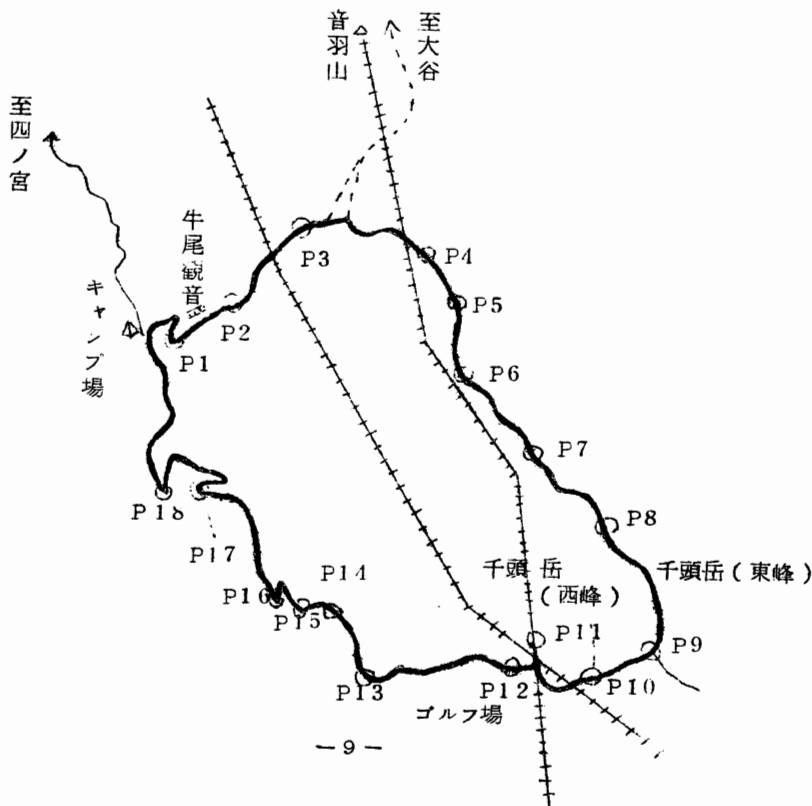 至四ノ宮
音羽山
至大谷
牛尾観音
キャンプ場
P1
P2
P3
P4
P5
P6
P7
P8
千頭岳（東峰）
千頭岳
（西峰）
P9
P10
P11
P12
P13
P14
P15
P16
P17
P18
ゴルフ場
—9—